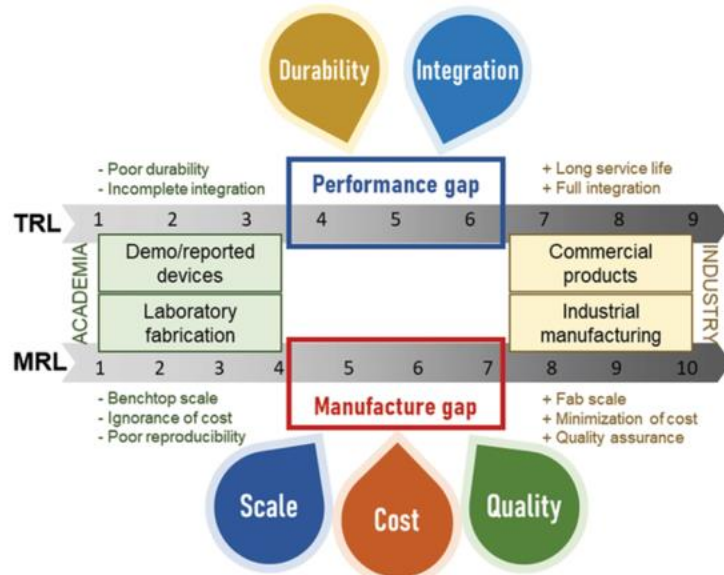 Durability
Integration
- Poor durability
- Incomplete integration
Performance gap
+ Long service life
+ Full integration
TRL
1 2 3 4 5 6 7 8 9
ACADEMIA
Demo/reported
devices
Laboratory
fabrication
Commercial
products
Industrial
manufacturing
INDUSTRY
MRL
1 2 3 4 5 6 7 8 9 10
- Benchtop scale
- Ignorance of cost
- Poor reproducibility
Manufacture gap
+ Fab scale
+ Minimization of cost
+ Quality assurance
Scale
Cost
Quality